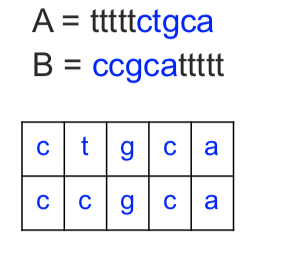 A = tttttctgca
B = ccgcattttt
c t g c a
c c g c a